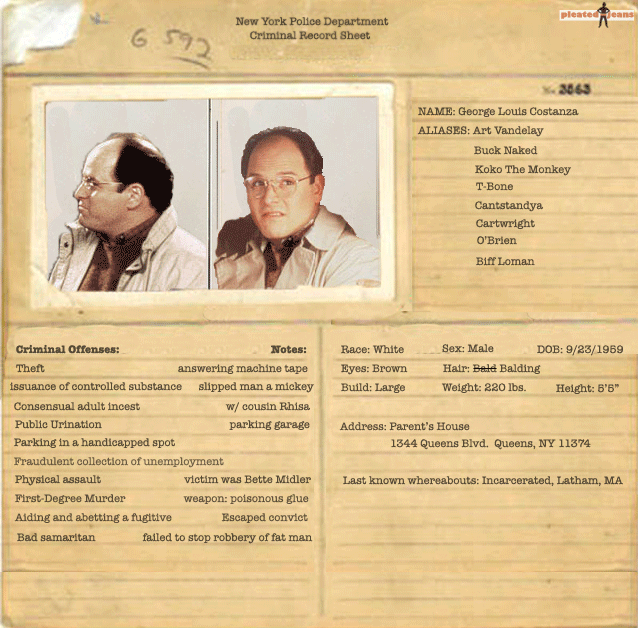 pleated jeans
New York Police Department
Criminal Record Sheet
6 592
No 3563
NAME: George Louis Costanza
ALIASES: Art Vandelay
Buck Naked
Koko The Monkey
T-Bone
Cantstandya
Cartwright
O'Brien
Biff Loman
Criminal Offenses: Notes:
Theft answering machine tape
issuance of controlled substance slipped man a mickey
Consensual adult incest w/ cousin Rhisa
Public Urination parking garage
Parking in a handicapped spot
Fraudulent collection of unemployment
Physical assault victim was Bette Midler
First-Degree Murder weapon: poisonous glue
Aiding and abetting a fugitive Escaped convict
Bad samaritan failed to stop robbery of fat man
Race: White Sex: Male DOB: 9/23/1959
Eyes: Brown Hair: Bald Balding
Build: Large Weight: 220 lbs. Height: 5'5"
Address: Parent's House
1344 Queens Blvd. Queens, NY 11374
Last known whereabouts: Incarcerated, Latham, MA